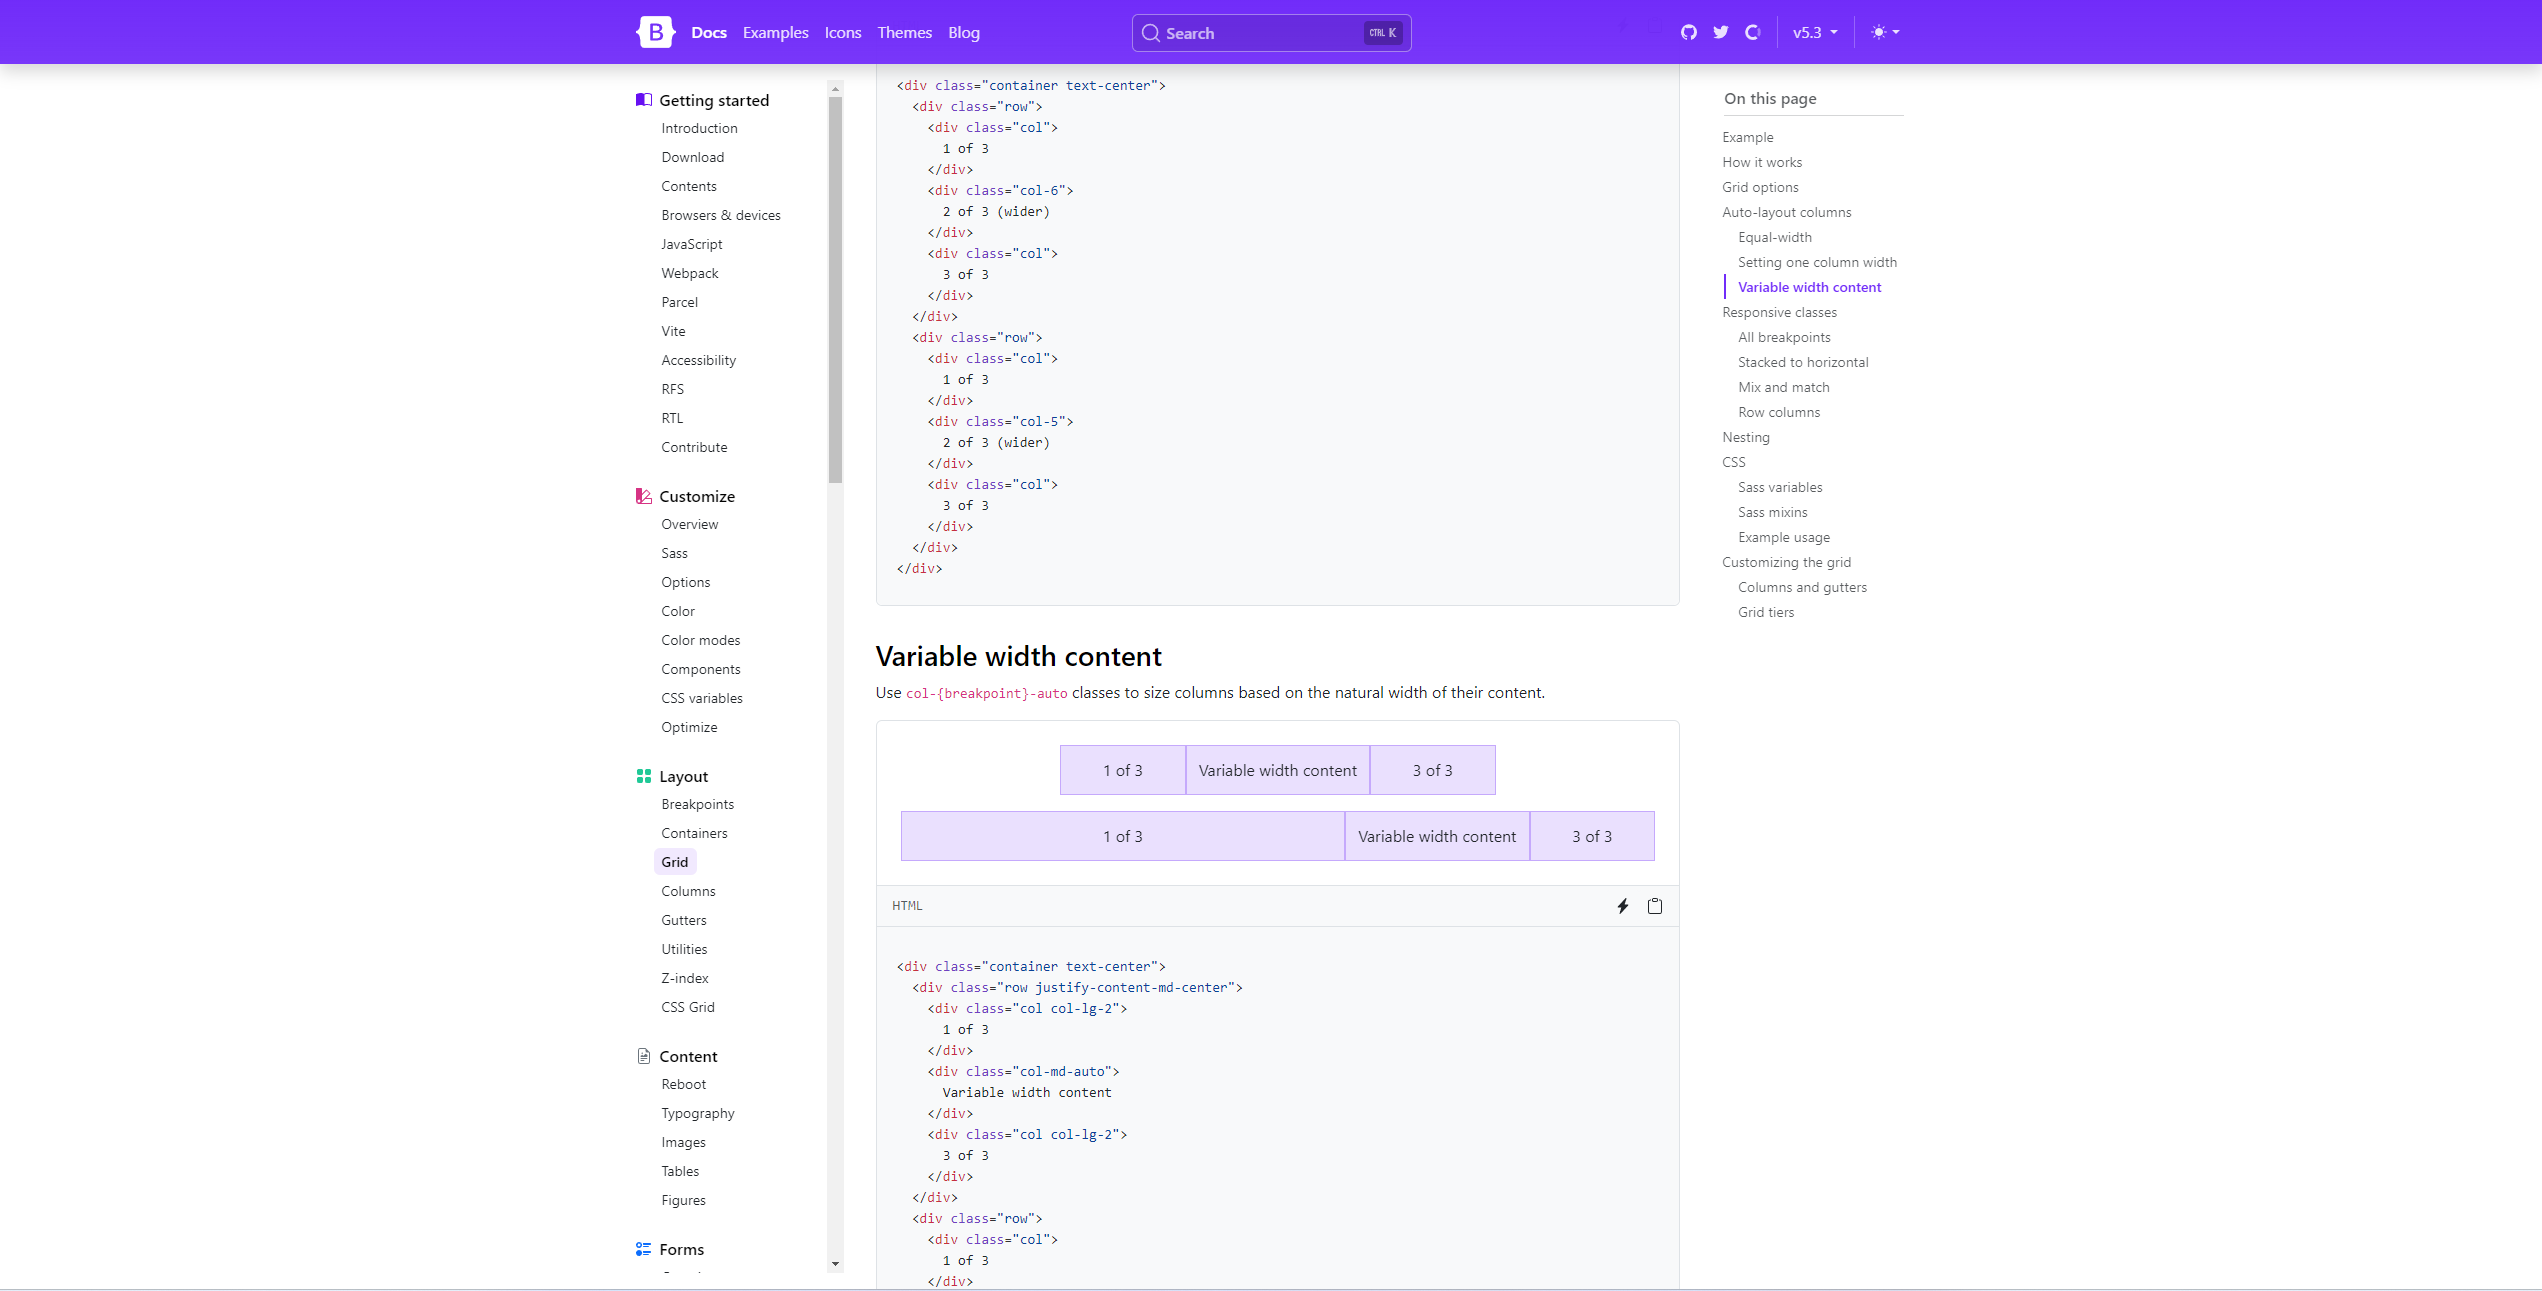 B Docs Examples Icons Themes Blog Search CTRL K v5.3
Getting started
Introduction
Download
Contents
Browsers & devices
JavaScript
Webpack
Parcel
Vite
Accessibility
RFS
RTL
Contribute
Customize
Overview
Sass
Options
Color
Color modes
Components
CSS variables
Optimize
Layout
Breakpoints
Containers
Grid
Columns
Gutters
Utilities
Z-index
CSS Grid
Content
Reboot
Typography
Images
Tables
Figures
Forms
<div class="container text-center">
  <div class="row">
    <div class="col">
      1 of 3
    </div>
    <div class="col-6">
      2 of 3 (wider)
    </div>
    <div class="col">
      3 of 3
    </div>
  </div>
  <div class="row">
    <div class="col">
      1 of 3
    </div>
    <div class="col-5">
      2 of 3 (wider)
    </div>
    <div class="col">
      3 of 3
    </div>
  </div>
</div>
Variable width content
Use col-{breakpoint}-auto classes to size columns based on the natural width of their content.
1 of 3 Variable width content 3 of 3
1 of 3 Variable width content 3 of 3
HTML
<div class="container text-center">
  <div class="row justify-content-md-center">
    <div class="col col-lg-2">
      1 of 3
    </div>
    <div class="col-md-auto">
      Variable width content
    </div>
    <div class="col col-lg-2">
      3 of 3
    </div>
  </div>
  <div class="row">
    <div class="col">
      1 of 3
    </div>
On this page
Example
How it works
Grid options
Auto-layout columns
Equal-width
Setting one column width
Variable width content
Responsive classes
All breakpoints
Stacked to horizontal
Mix and match
Row columns
Nesting
CSS
Sass variables
Sass mixins
Example usage
Customizing the grid
Columns and gutters
Grid tiers